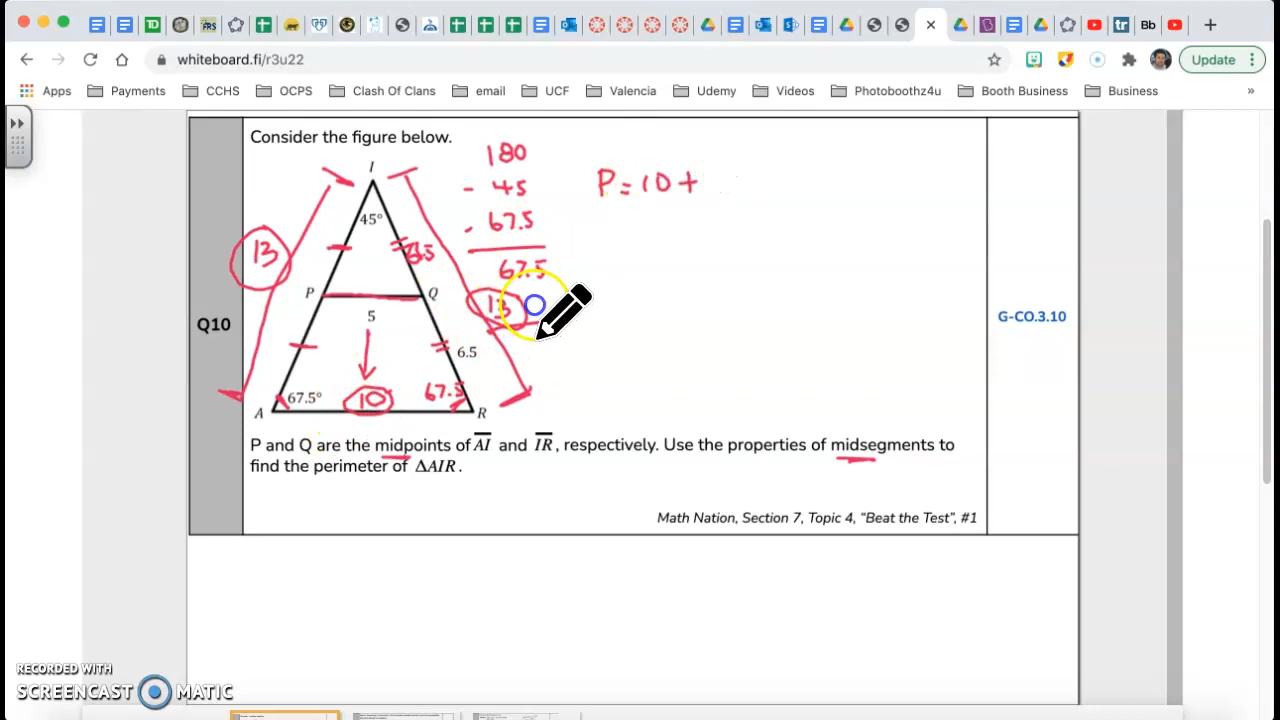 Bb
whiteboard.fi/r3u22
Update
Apps
Payments
CCHS
OCPS
Clash Of Clans
email
UCF
Valencia
Udemy
Videos
Photoboothz4u
Booth Business
Business
»
Q10
Consider the figure below.
I
45°
P
Q
5
6.5
67.5°
A
R
13
6.5
13
10
67.5
180
- 45
- 67.5
67.5
P = 10 +
P and Q are the midpoints of AI and IR, respectively. Use the properties of midsegments to
find the perimeter of ΔAIR.
Math Nation, Section 7, Topic 4, “Beat the Test”, #1
G-CO.3.10
RECORDED WITH
SCREENCAST MATIC